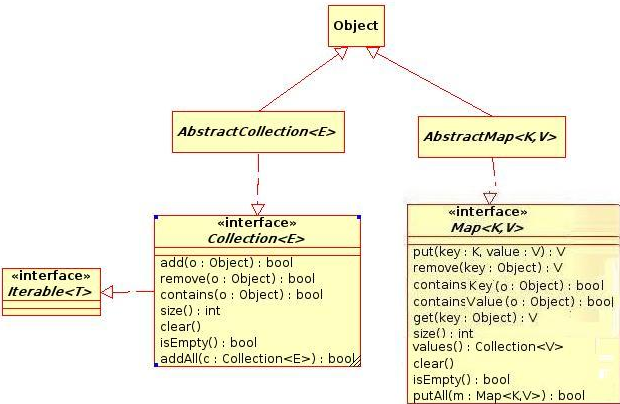 Object
AbstractCollection<E>
AbstractMap<K,V>
«interface»
Iterable<T>
«interface»
Collection<E>
add(o : Object) : bool
remove(o : Object) : bool
contains(o : Object) : bool
size() : int
clear()
isEmpty() : bool
addAll(c : Collection<E>) : bool
«interface»
Map<K,V>
put(key : K, value : V) : V
remove(key : Object) : V
containsKey(o : Object) : bool
containsValue(o : Object) : bool
get(key : Object) : V
size() : int
values() : Collection<V>
clear()
isEmpty() : bool
putAll(m : Map<K,V>) : bool